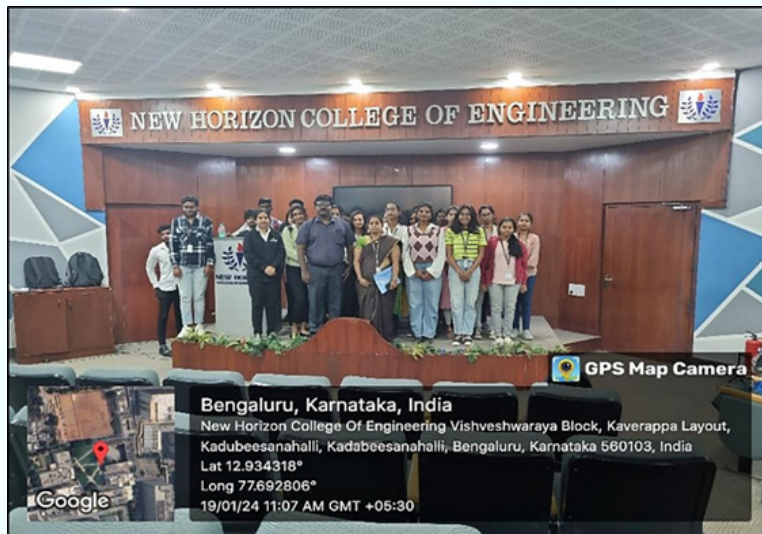 NEW HORIZON COLLEGE OF ENGINEERING
NEW HORIZON
GPS Map Camera
Bengaluru, Karnataka, India
New Horizon College Of Engineering Vishveshwaraya Block, Kaverappa Layout,
Kadubeesanahalli, Kadabeesanahalli, Bengaluru, Karnataka 560103, India
Lat 12.934318°
Long 77.692806°
19/01/24 11:07 AM GMT +05:30
Google